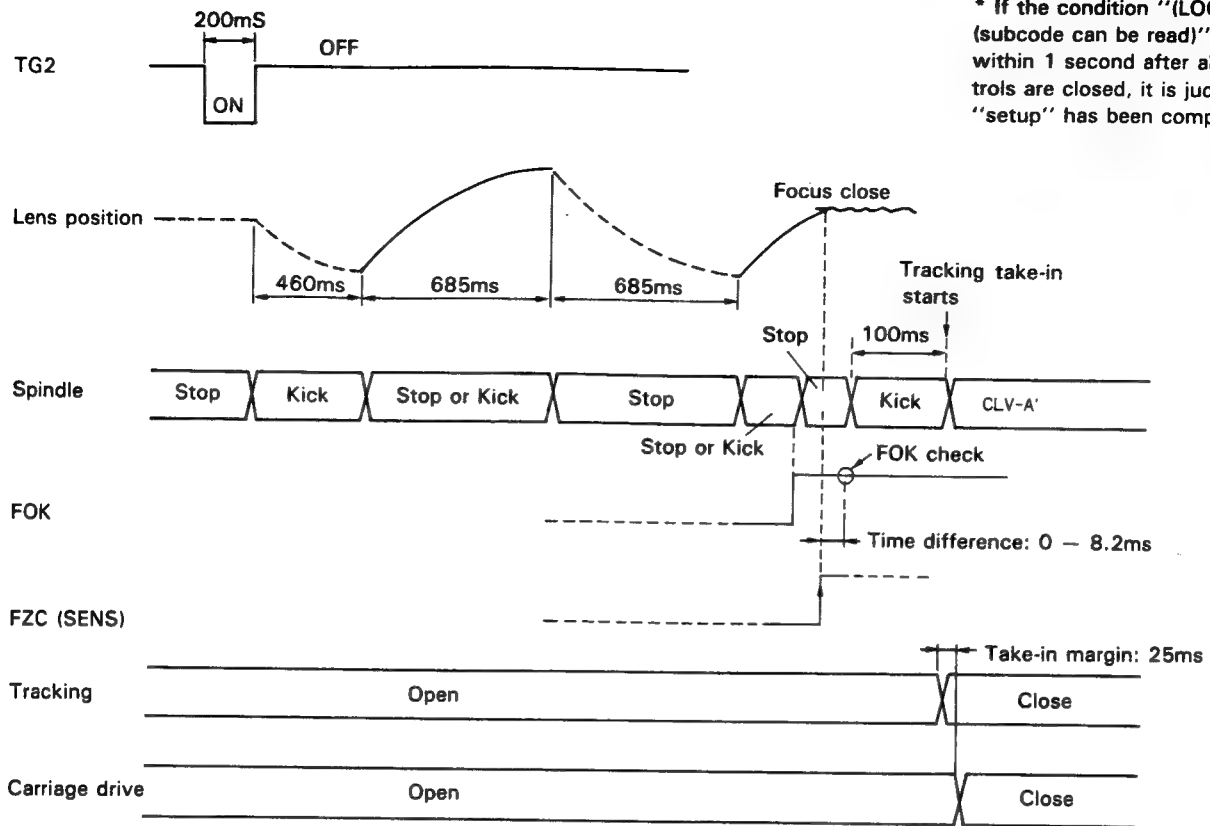 * If the condition "(LO
(subcode can be read)"
within 1 second after a
trols are closed, it is
"setup" has been comp
200mS
TG2
OFF
ON
Lens position
Focus close
460ms
685ms
685ms
Tracking take-in
starts
Stop
100ms
Spindle
Stop
Kick
Stop or Kick
Stop
Kick
CLV-A'
Stop or Kick
FOK check
FOK
Time difference: 0 – 8.2ms
FZC (SENS)
Take-in margin: 25ms
Tracking
Open
Close
Carriage drive
Open
Close